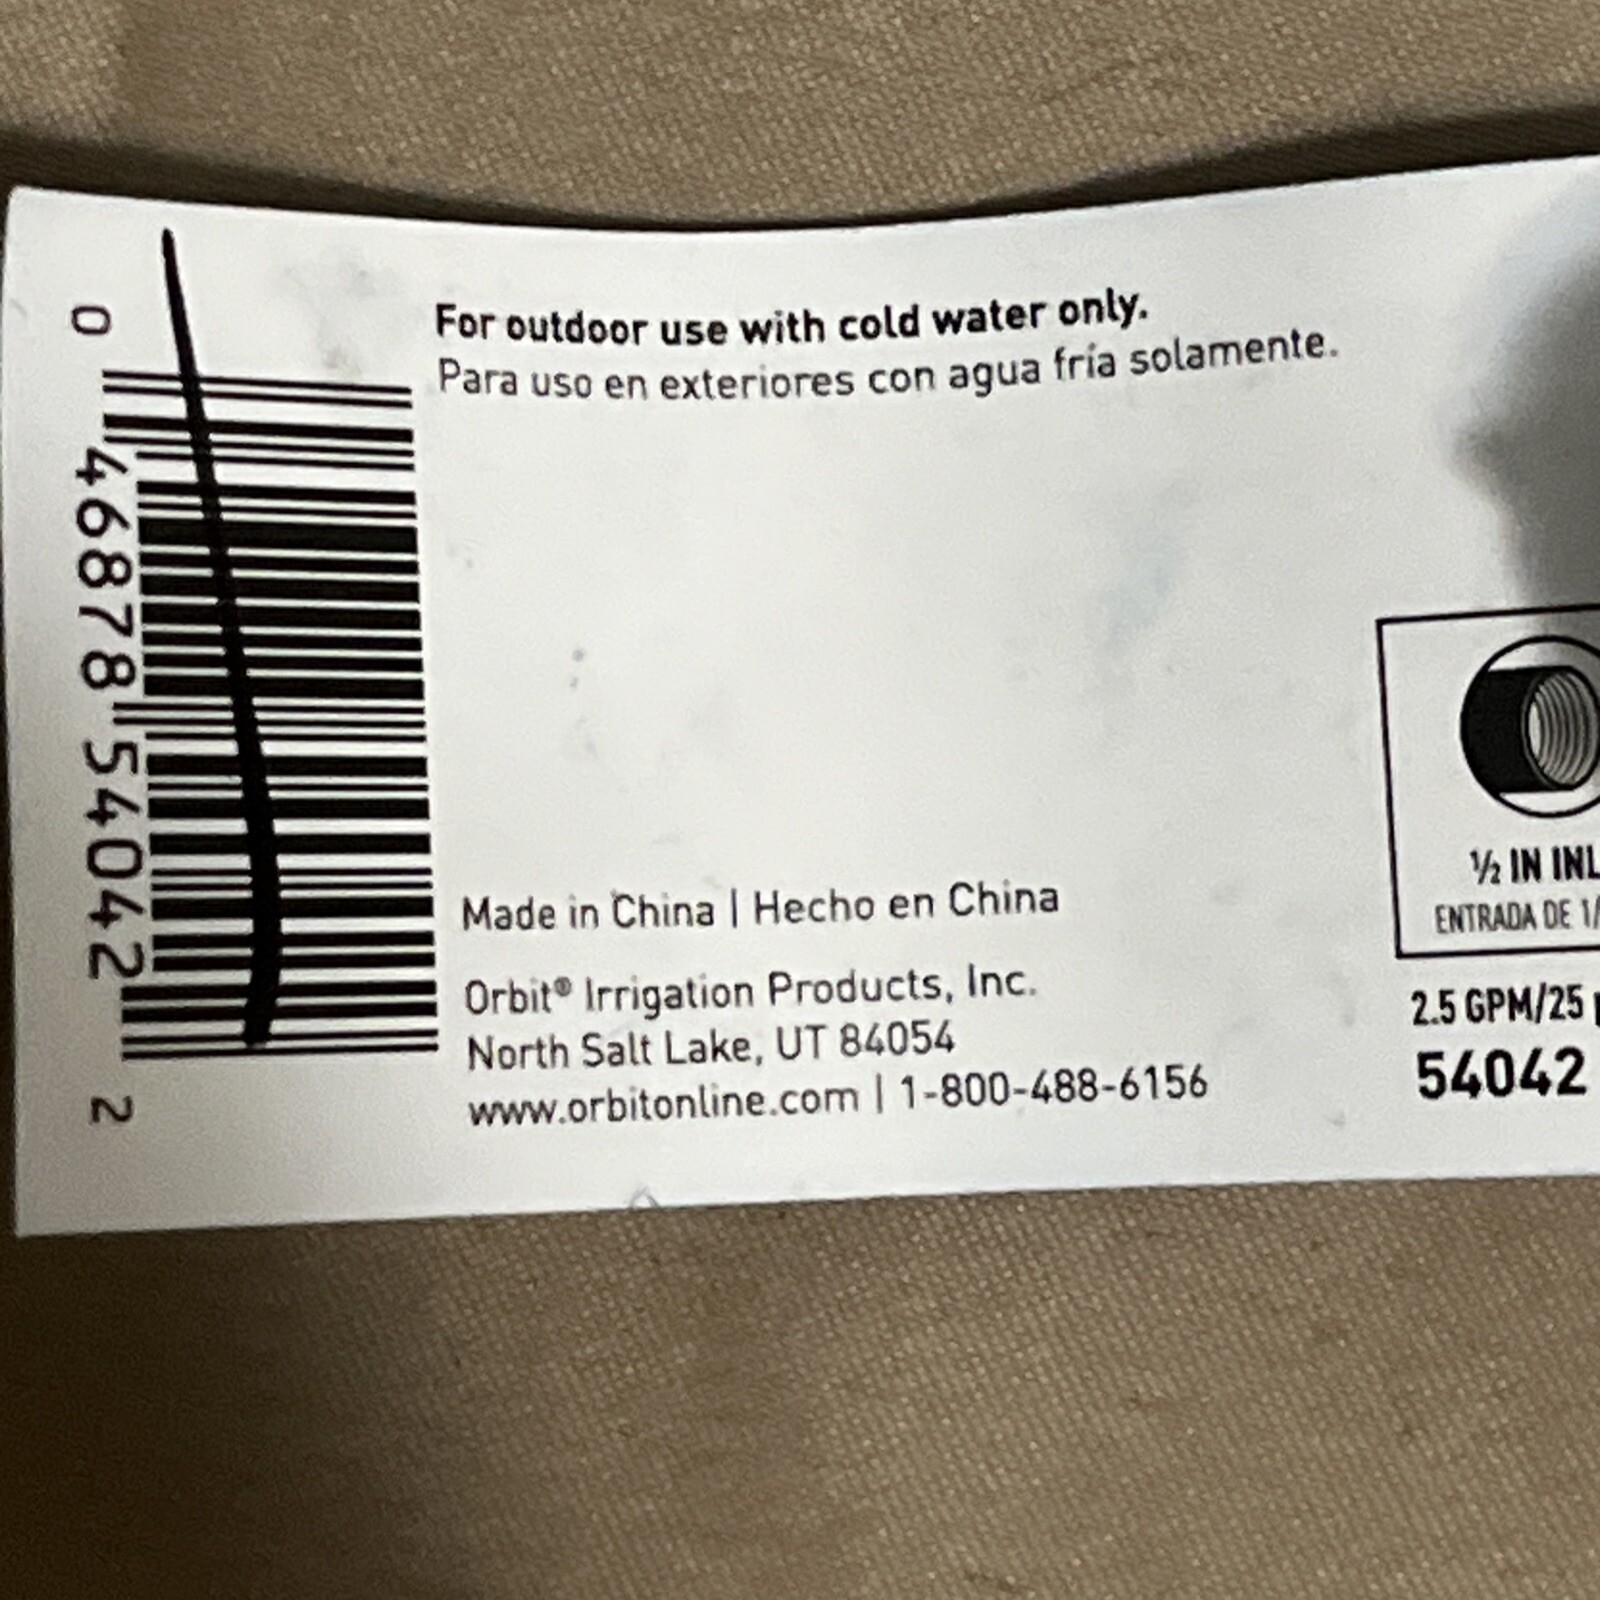 For outdoor use with cold water only.
Para uso en exteriores con agua fría solamente.
0 46878 54042 2
Made in China | Hecho en China
Orbit® Irrigation Products, Inc.
North Salt Lake, UT 84054
www.orbitonline.com | 1-800-488-6156
½ IN INL
ENTRADA DE 1/
2.5 GPM/25
54042